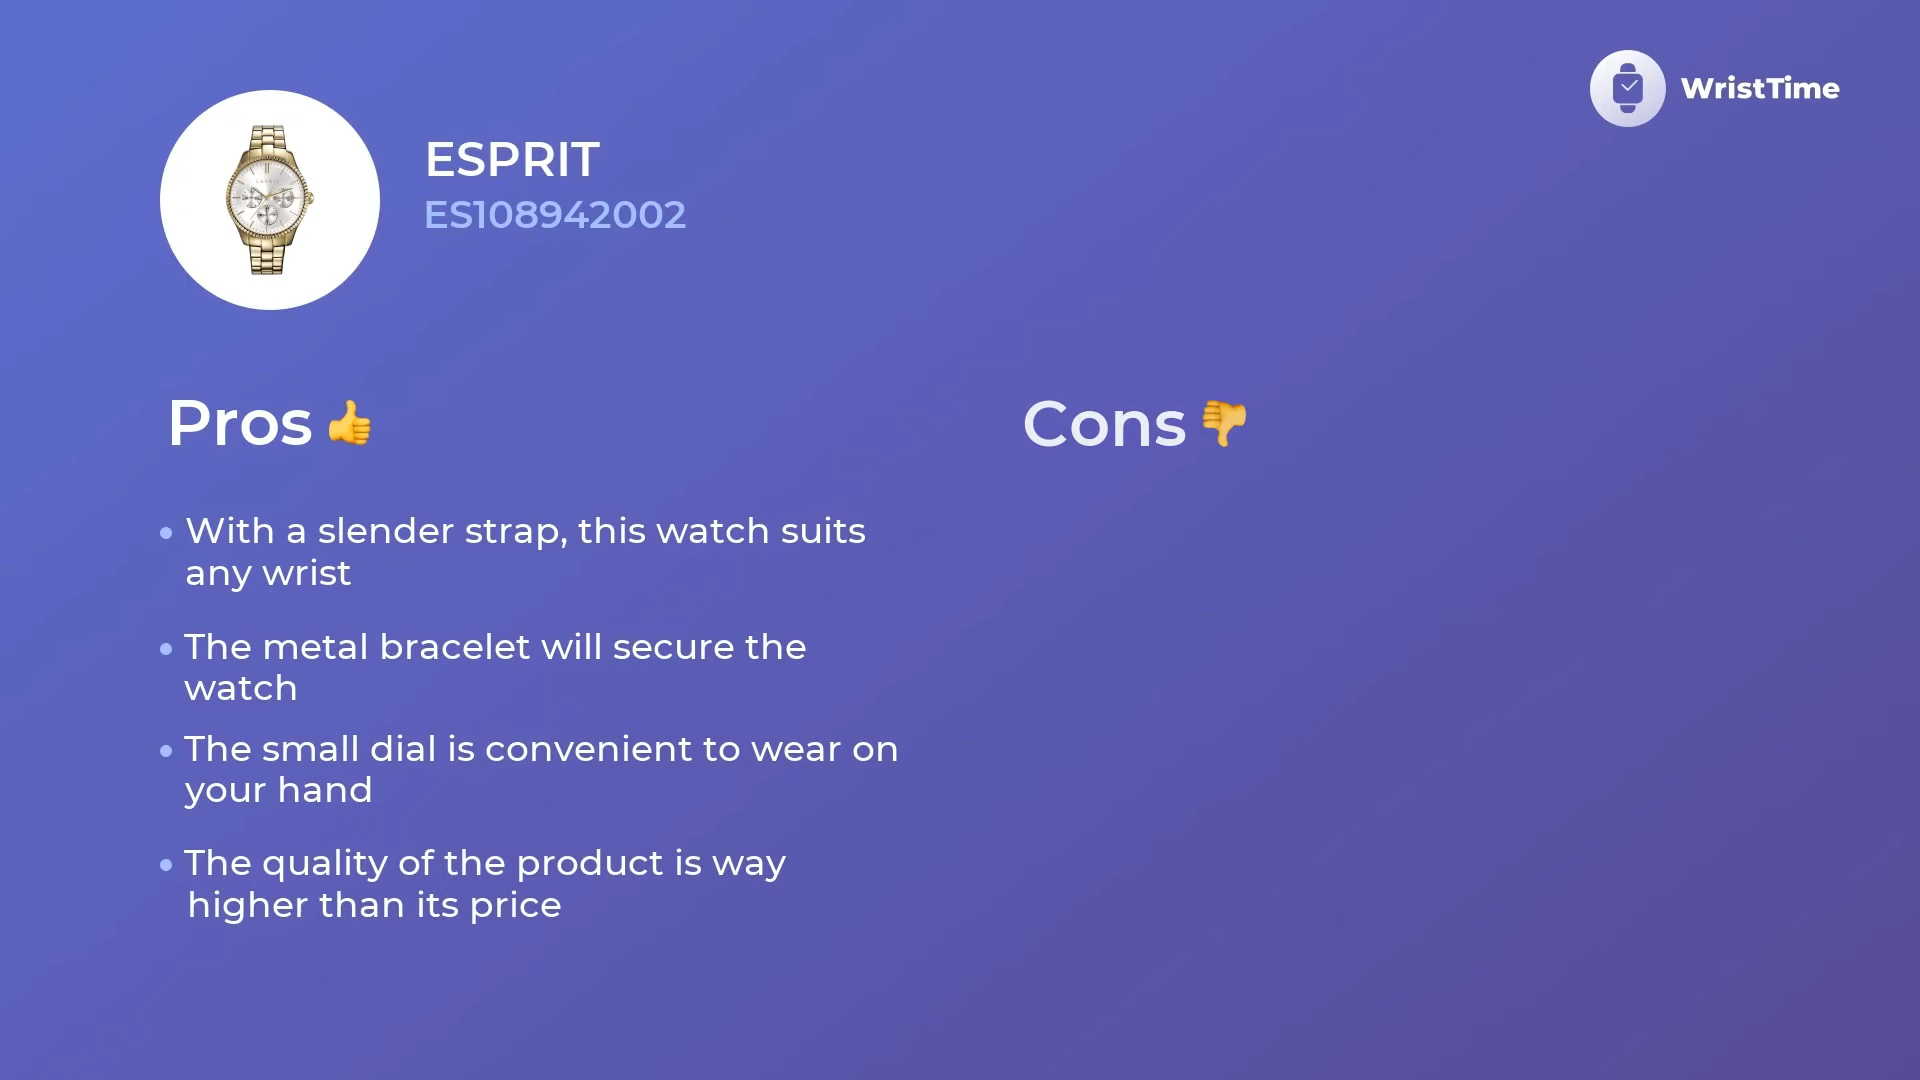 WristTime
ESPRIT
ES108942002
Pros
With a slender strap, this watch suits
any wrist
The metal bracelet will secure the
watch
The small dial is convenient to wear on
your hand
The quality of the product is way
higher than its price
Cons